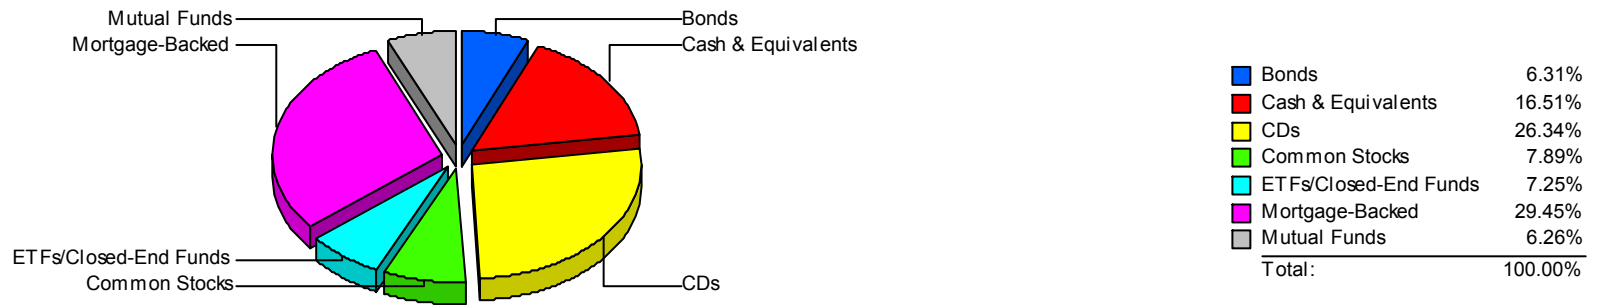 Mutual Funds
Mortgage-Backed
Bonds
Cash & Equivalents
ETFs/Closed-End Funds
Common Stocks
CDs
Bonds 6.31%
Cash & Equivalents 16.51%
CDs 26.34%
Common Stocks 7.89%
ETFs/Closed-End Funds 7.25%
Mortgage-Backed 29.45%
Mutual Funds 6.26%
Total: 100.00%